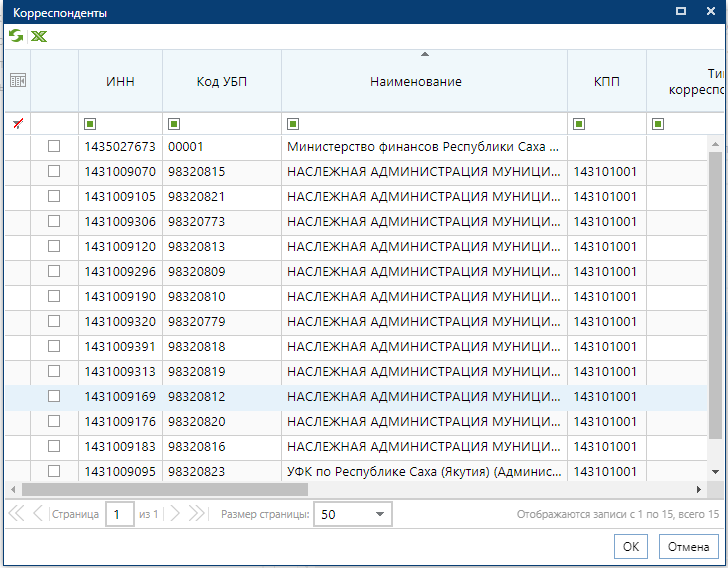 Корреспонденты
ИНН Код УБП Наименование КПП Тип
корреспо
1435027673 00001 Министерство финансов Республики Саха ...
1431009070 98320815 НАСЛЕЖНАЯ АДМИНИСТРАЦИЯ МУНИЦИ... 143101001
1431009105 98320821 НАСЛЕЖНАЯ АДМИНИСТРАЦИЯ МУНИЦИ... 143101001
1431009306 98320773 НАСЛЕЖНАЯ АДМИНИСТРАЦИЯ МУНИЦИ... 143101001
1431009120 98320813 НАСЛЕЖНАЯ АДМИНИСТРАЦИЯ МУНИЦИ... 143101001
1431009296 98320809 НАСЛЕЖНАЯ АДМИНИСТРАЦИЯ МУНИЦИ... 143101001
1431009190 98320810 НАСЛЕЖНАЯ АДМИНИСТРАЦИЯ МУНИЦИ... 143101001
1431009320 98320779 НАСЛЕЖНАЯ АДМИНИСТРАЦИЯ МУНИЦИ... 143101001
1431009391 98320818 НАСЛЕЖНАЯ АДМИНИСТРАЦИЯ МУНИЦИ... 143101001
1431009313 98320819 НАСЛЕЖНАЯ АДМИНИСТРАЦИЯ МУНИЦИ... 143101001
1431009169 98320812 НАСЛЕЖНАЯ АДМИНИСТРАЦИЯ МУНИЦИ... 143101001
1431009176 98320820 НАСЛЕЖНАЯ АДМИНИСТРАЦИЯ МУНИЦИ... 143101001
1431009183 98320816 НАСЛЕЖНАЯ АДМИНИСТРАЦИЯ МУНИЦИ... 143101001
1431009095 98320823 УФК по Республике Саха (Якутия) (Админис... 143101001
Страница 1 из 1 Размер страницы: 50 Отображаются записи с 1 по 15, всего 15
ОК Отмена